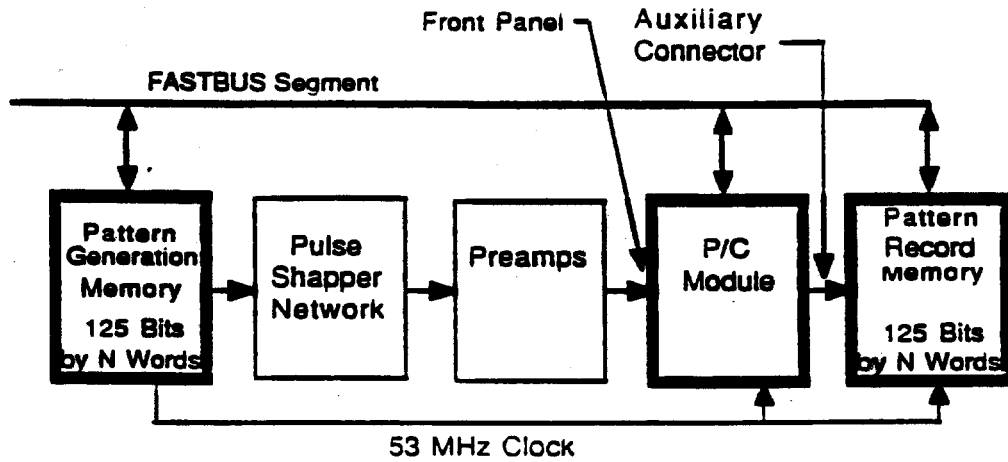 Front Panel
Auxiliary
Connector
FASTBUS Segment
Pattern
Generation
Memory
125 Bits
by N Words
Pulse
Shapper
Network
Preamps
P/C
Module
Pattern
Record
Memory
125 Bits
by N Words
53 MHz Clock